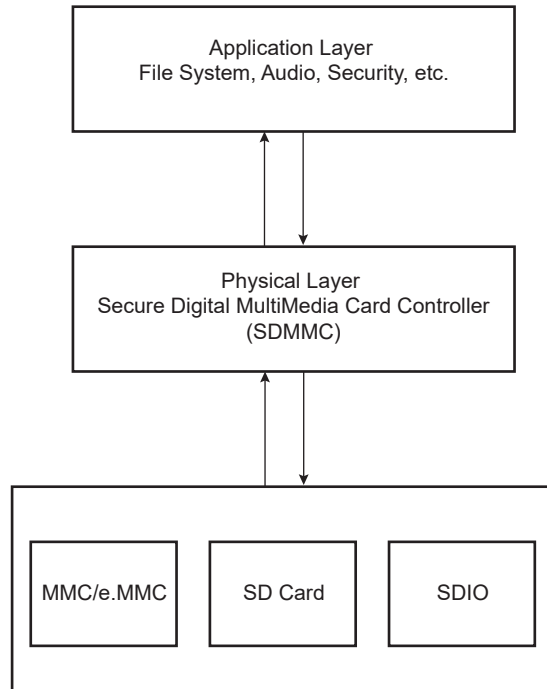 Application Layer
File System, Audio, Security, etc.
Physical Layer
Secure Digital MultiMedia Card Controller
(SDMMC)
MMC/e.MMC
SD Card
SDIO